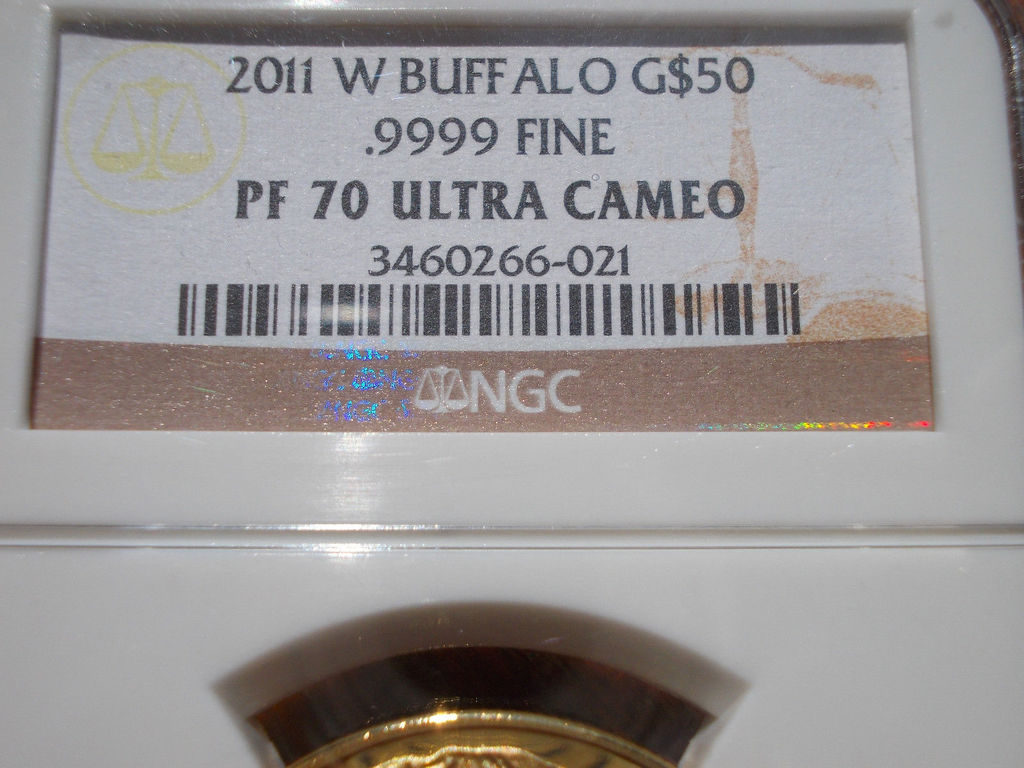 2011 W BUFFALO G$50
.9999 FINE
PF 70 ULTRA CAMEO
3460266-021
NGC